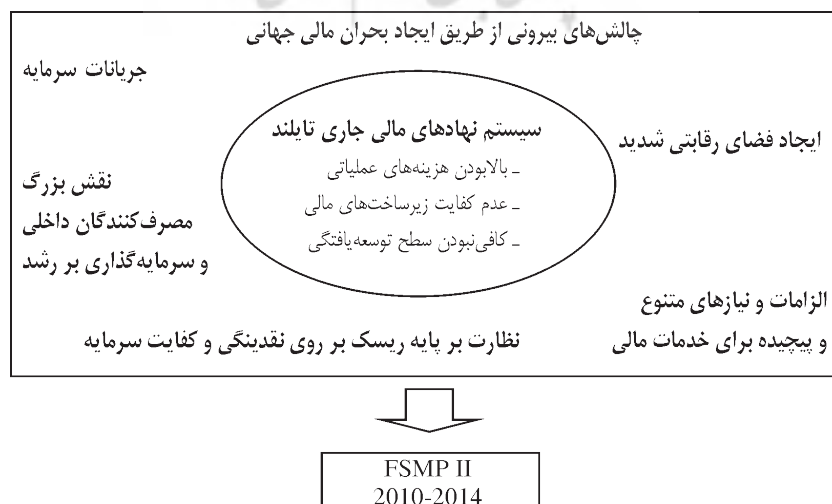 چالش‌های بیرونی از طریق ایجاد بحران مالی جهانی
جریانات سرمایه
ایجاد فضای رقابتی شدید
سیستم نهادهای مالی جاری تایلند
ـ بالابودن هزینه‌های عملیاتی
ـ عدم کفایت زیرساخت‌های مالی
ـ کافی‌نبودن سطح توسعه‌یافتگی
نقش بزرگ
مصرف‌کنندگان داخلی
و سرمایه‌گذاری بر رشد
الزامات و نیازهای متنوع
و پیچیده برای خدمات مالی
نظارت بر پایه ریسک بر روی نقدینگی و کفایت سرمایه
FSMP II
2010-2014